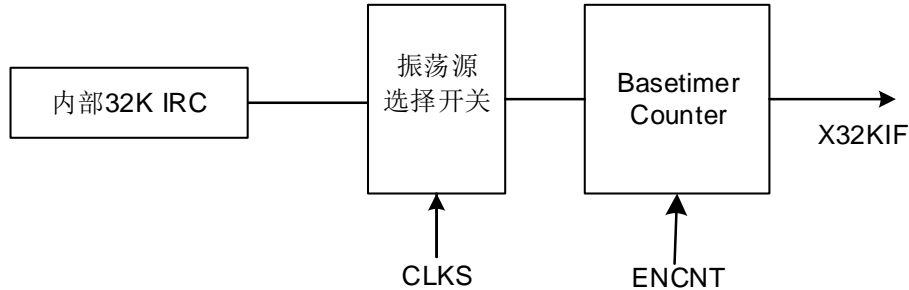 内部32K IRC
振荡源
选择开关
Basetimer
Counter
X32KIF
CLKS
ENCNT